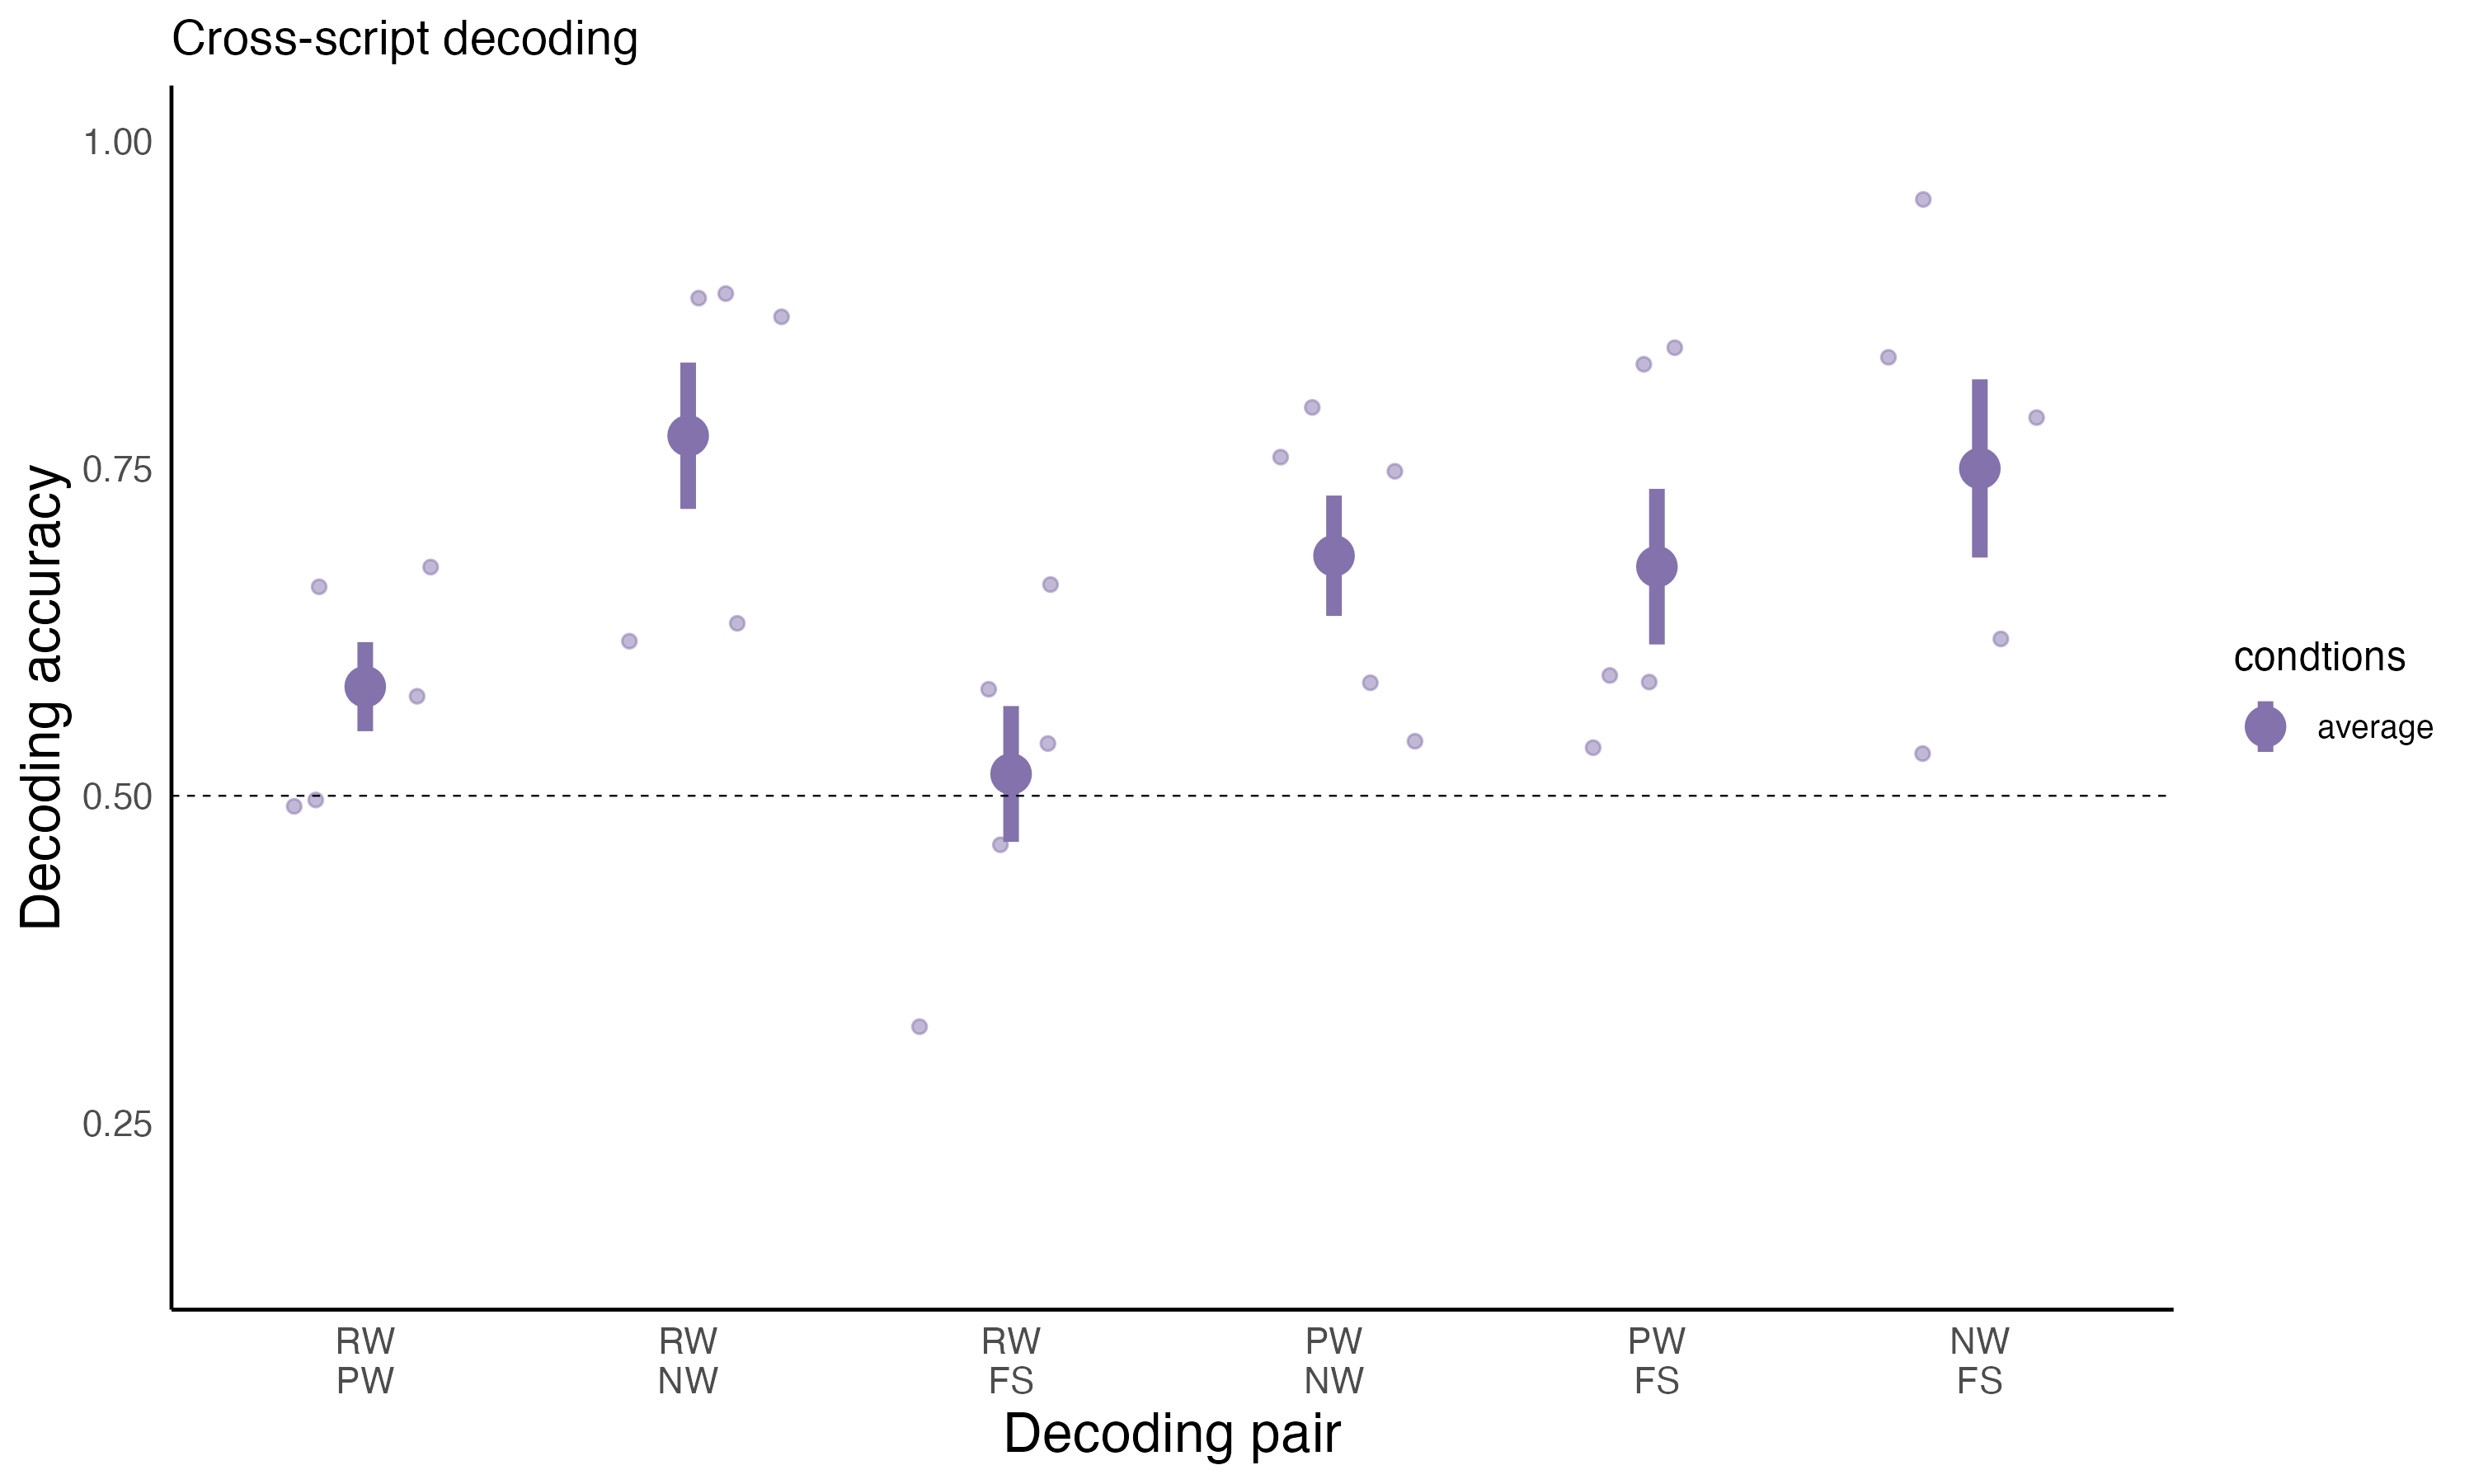 Cross-script decoding
Decoding accuracy
1.00
0.75
0.50
0.25
RW
PW
RW
NW
RW
FS
PW
NW
PW
FS
NW
FS
Decoding pair
condtions
average